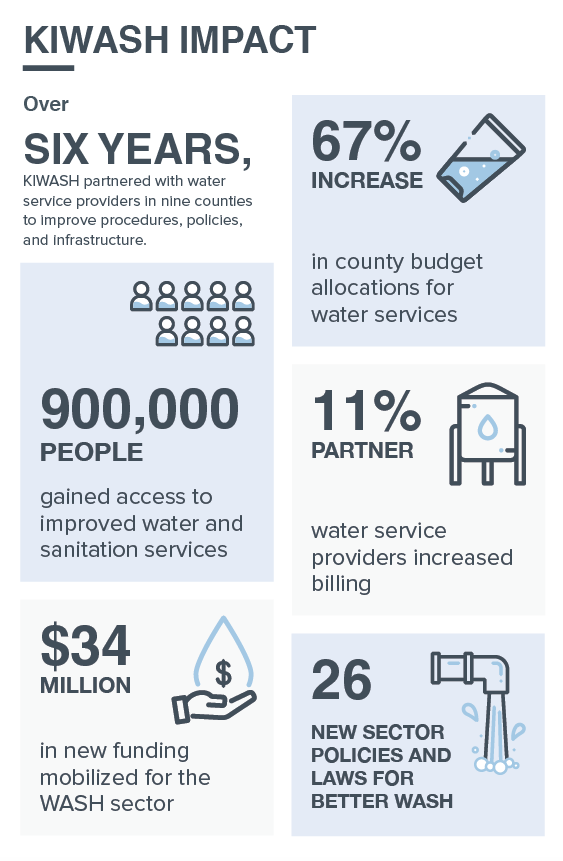 KIWASH IMPACT
Over
SIX YEARS,
KIWASH partnered with water
service providers in nine counties
to improve procedures, policies,
and infrastructure.
900,000
PEOPLE
gained access to
improved water and
sanitation services
$34
MILLION
in new funding
mobilized for the
WASH sector
67%
INCREASE
in county budget
allocations for
water services
11%
PARTNER
water service
providers increased
billing
26
NEW SECTOR
POLICIES AND
LAWS FOR
BETTER WASH
$